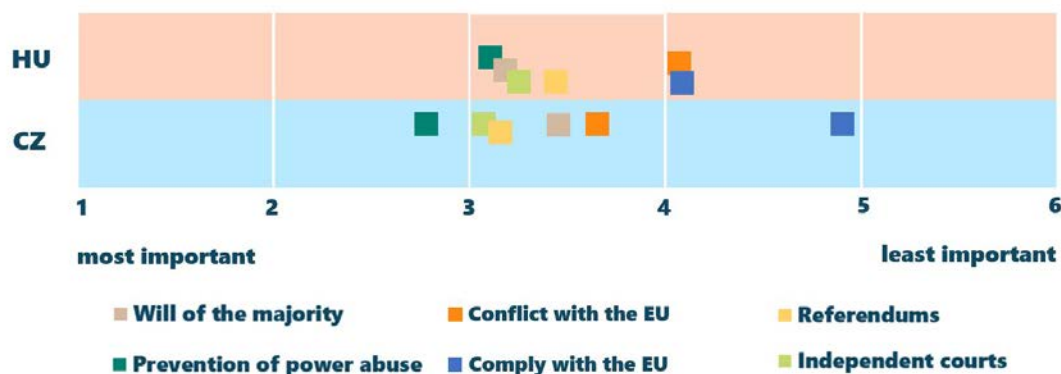 HU
CZ
1 2 3 4 5 6
most important least important
Will of the majority Conflict with the EU Referendums
Prevention of power abuse Comply with the EU Independent courts